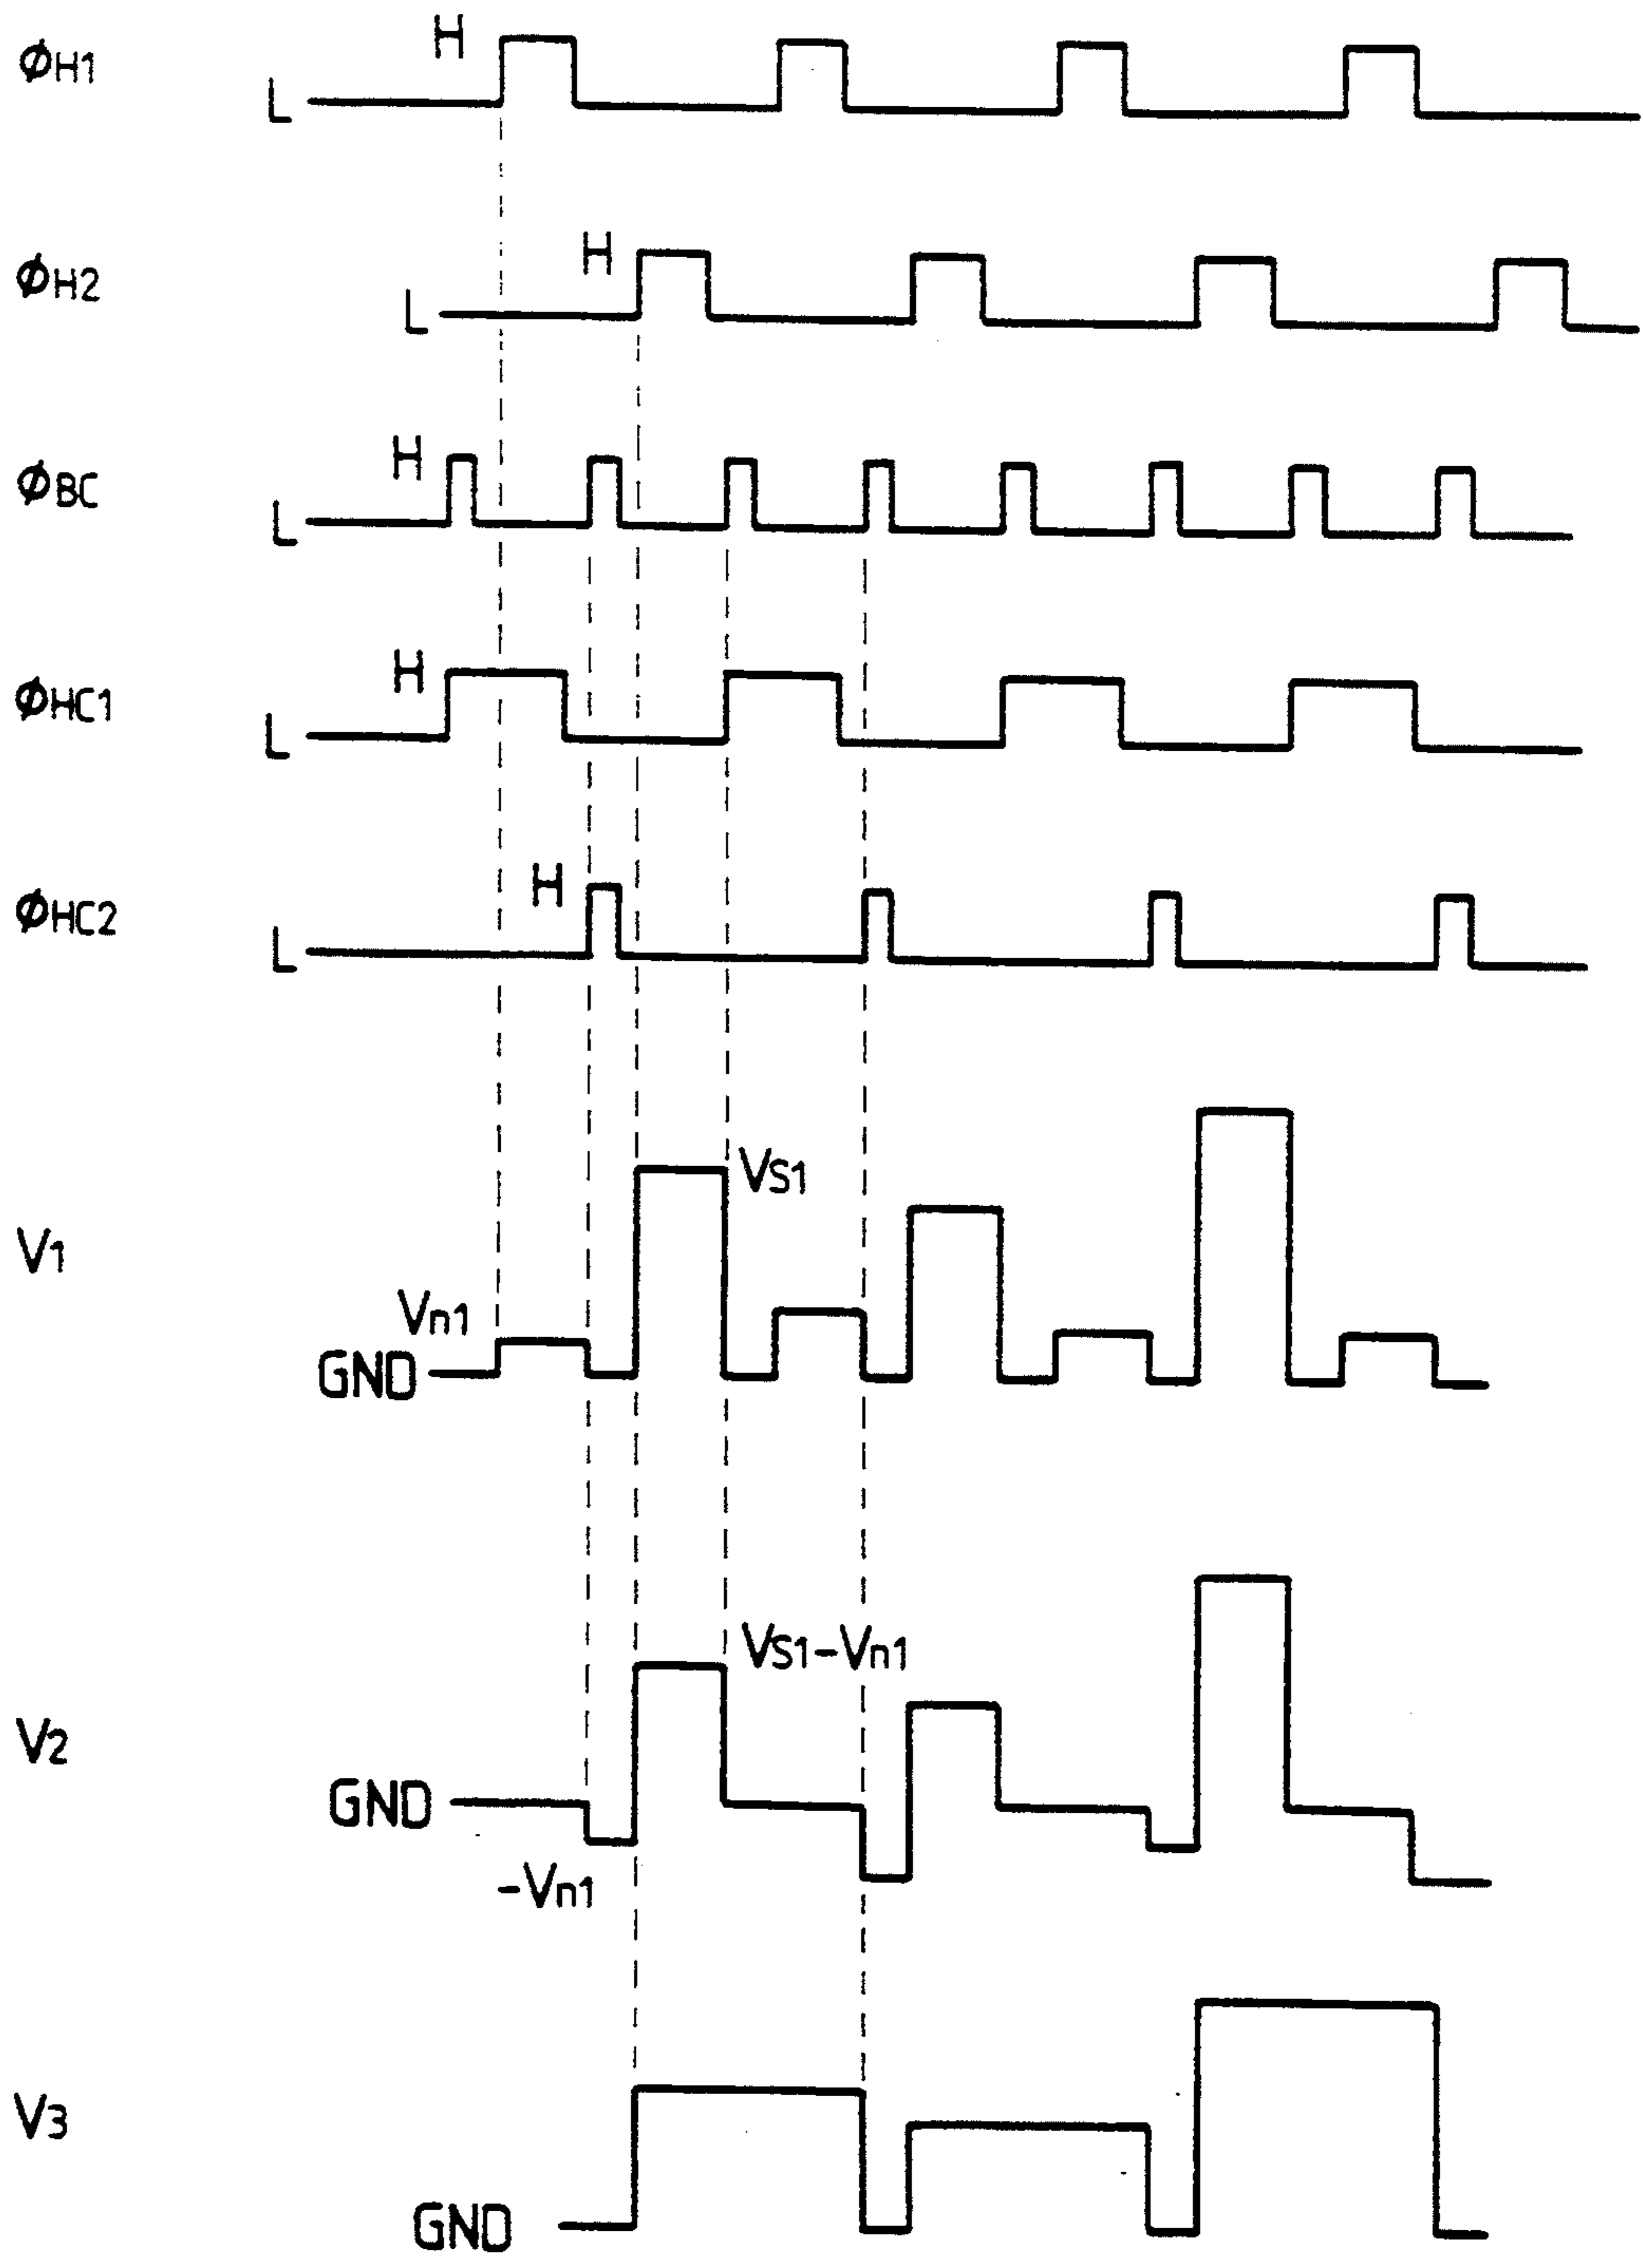 H
ΦH1
L
H
ΦH2
L
H
ΦBC
L
H
ΦHC1
L
H
ΦHC2
L
VS1
V1
Vn1
GND
VS1-Vn1
V2
GND
-Vn1
V3
GND